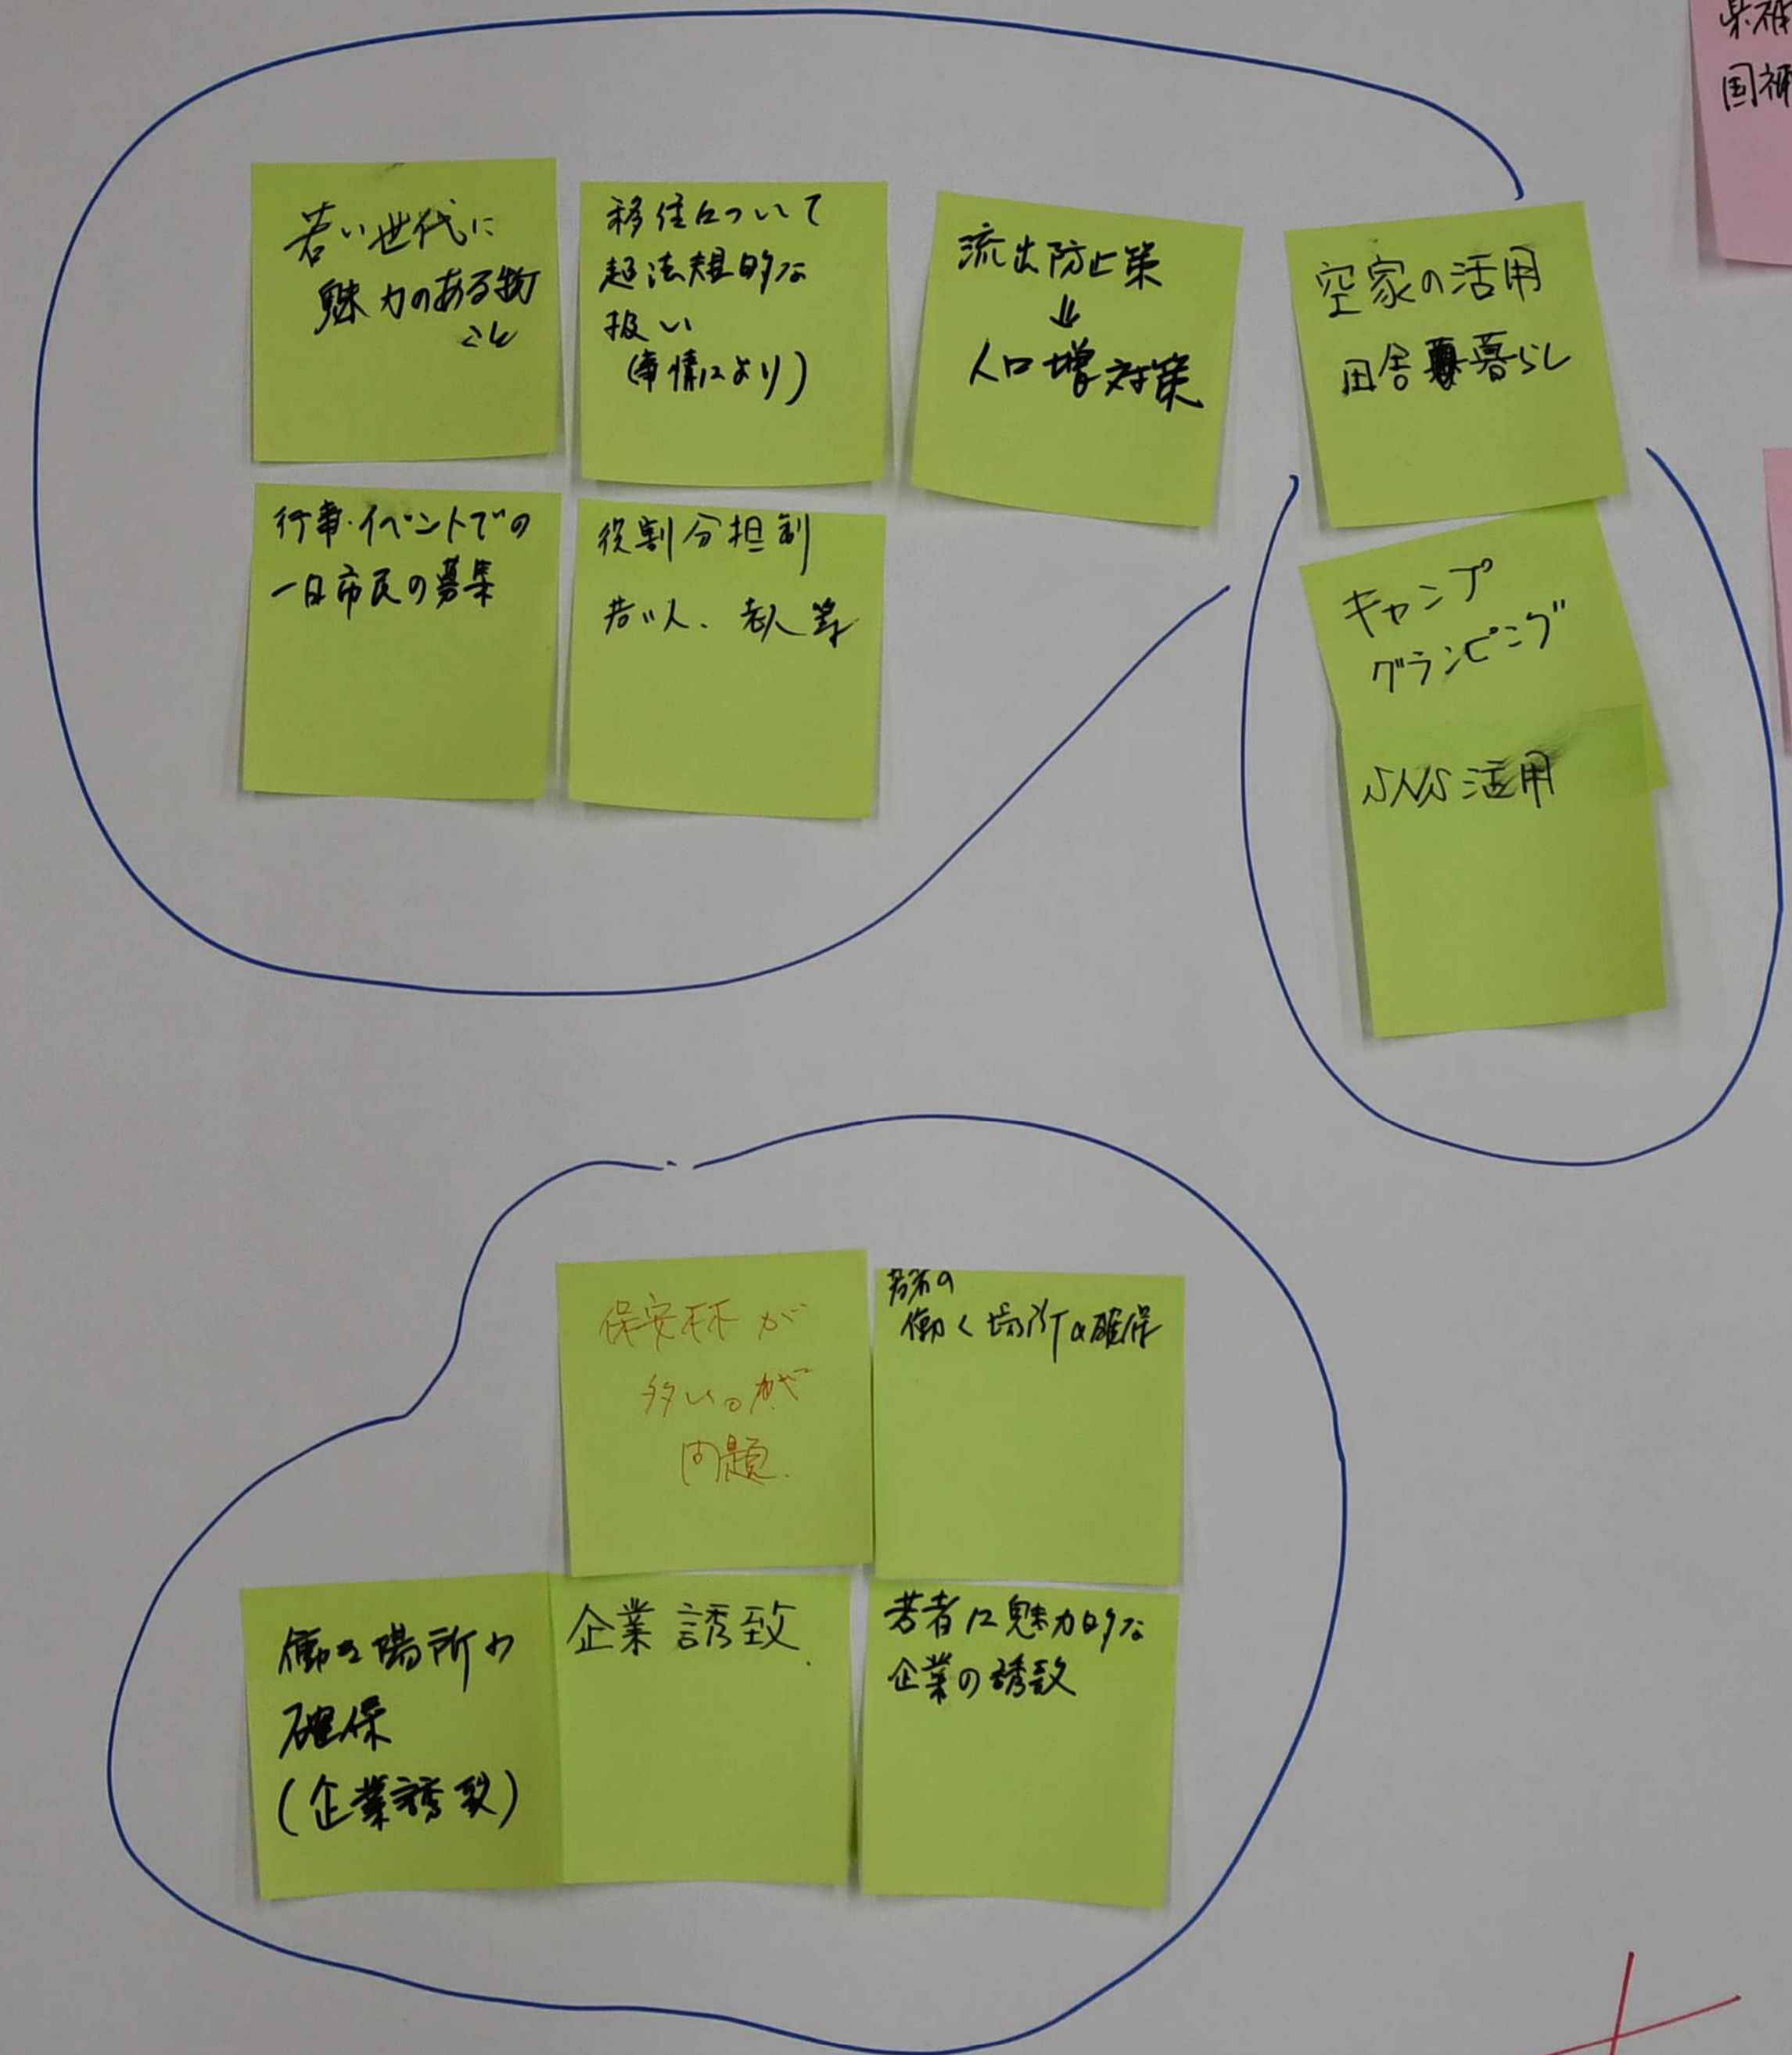 若い世代に
魅力のある物
こと
移住について
超法規的な
扱い
(事情により)
流出防止策
⇓
人口増対策
空家の活用
田舎暮らし
行事・イベントでの
一日市民の募集
役割分担制
若い人、老人等
キャンプ
グランピング
SNS活用
保安林が
多いのが
問題.
若者の
働く場所の確保
働く場所の
確保
(企業誘致)
企業誘致.
若者に魅力的な
企業の誘致
県補
国補